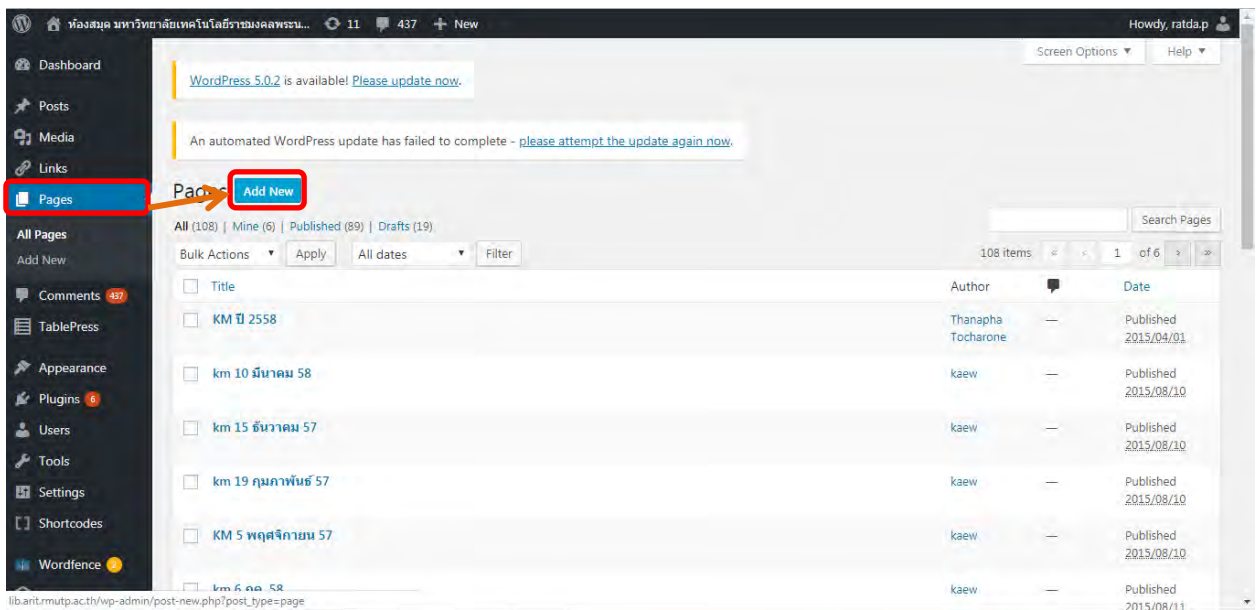 ห้องสมุด มหาวิทยาลัยเทคโนโลยีราชมงคลพระน... 11 437 + New Howdy, ratda.p
Screen Options ▼ Help ▼
Dashboard
Posts
Media
Links
Pages
All Pages
Add New
Comments 437
TablePress
Appearance
Plugins 6
Users
Tools
Settings
Shortcodes
Wordfence 2
WordPress 5.0.2 is available! Please update now.
An automated WordPress update has failed to complete - please attempt the update again now.
Pages Add New
All (108) | Mine (6) | Published (89) | Drafts (19)
Search Pages
Bulk Actions ▼ Apply All dates ▼ Filter 108 items « ‹ 1 of 6 › »
Title Author Date
KM ปี 2558 Thanapha Tocharone — Published 2015/04/01
km 10 มีนาคม 58 kaew — Published 2015/08/10
km 15 ธันวาคม 57 kaew — Published 2015/08/10
km 19 กุมภาพันธ์ 57 kaew — Published 2015/08/10
KM 5 พฤศจิกายน 57 kaew — Published 2015/08/10
km 6 กค. 58 kaew — Published 2015/08/11
lib.arit.rmutp.ac.th/wp-admin/post-new.php?post_type=page